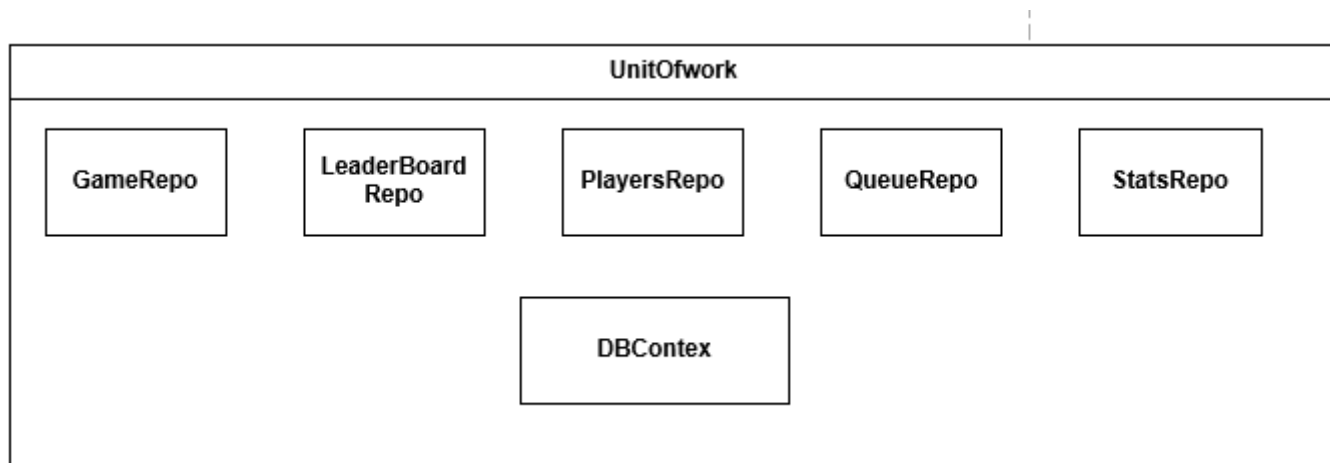 UnitOfwork
GameRepo
LeaderBoard
Repo
PlayersRepo
QueueRepo
StatsRepo
DBContex